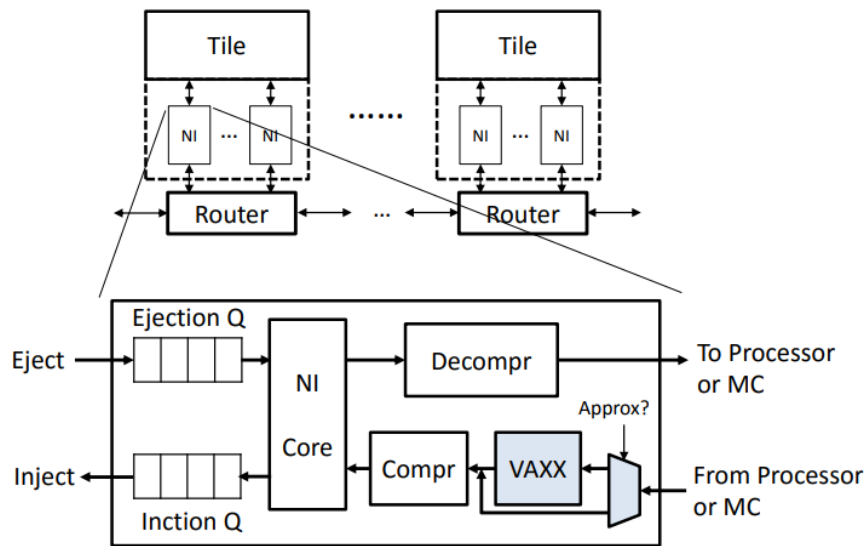 Tile
Tile
......
NI
...
NI
NI
...
NI
Router
...
Router
Ejection Q
Eject
NI
Core
Decompr
To Processor
or MC
Approx?
Inject
Compr
VAXX
From Processor
or MC
Inction Q